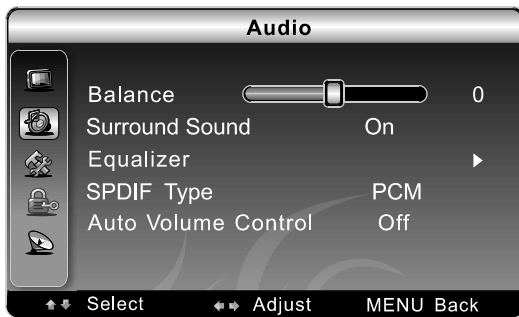 Audio
Balance 0
Surround Sound On
Equalizer
SPDIF Type PCM
Auto Volume Control Off
Select Adjust MENU Back